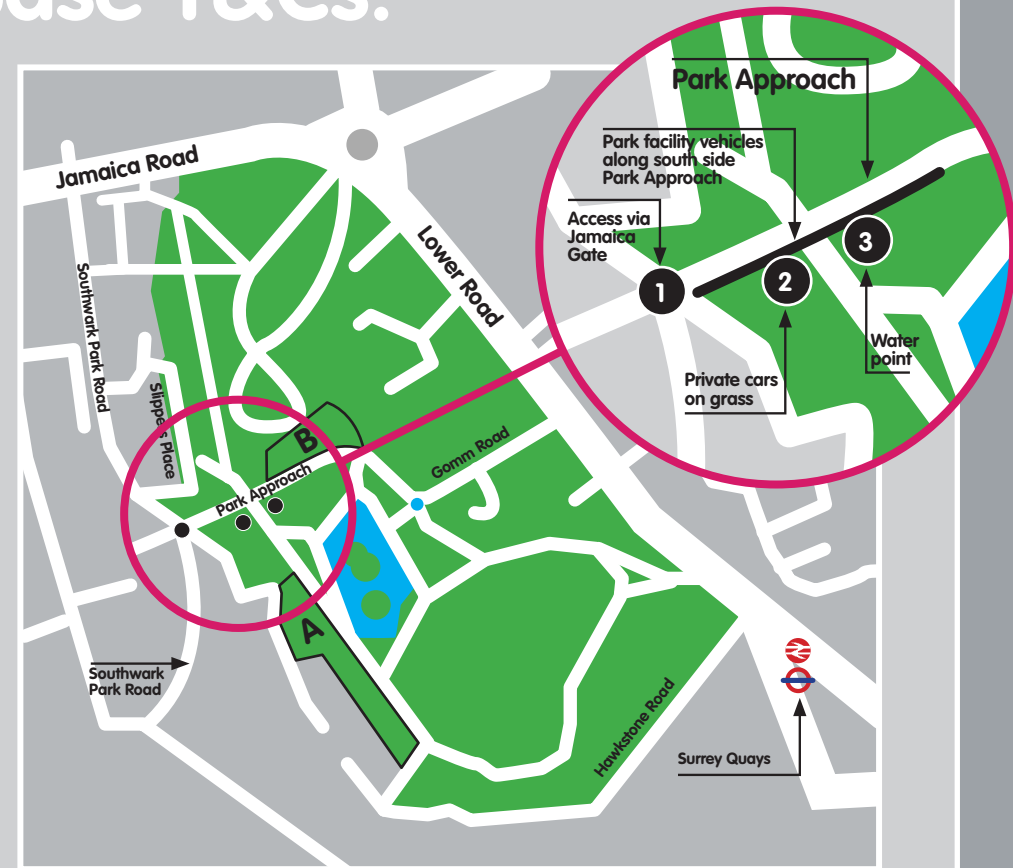 T&Cs.
Park Approach
Park facility vehicles
along south side
Park Approach
Access via
Jamaica
Gate
1
2
3
Water
point
Private cars
on grass
Jamaica Road
Lower Road
Southwark Park Road
Slippers Place
B
Park Approach
Gomm Road
A
Southwark
Park Road
Hawkstone Road
Surrey Quays